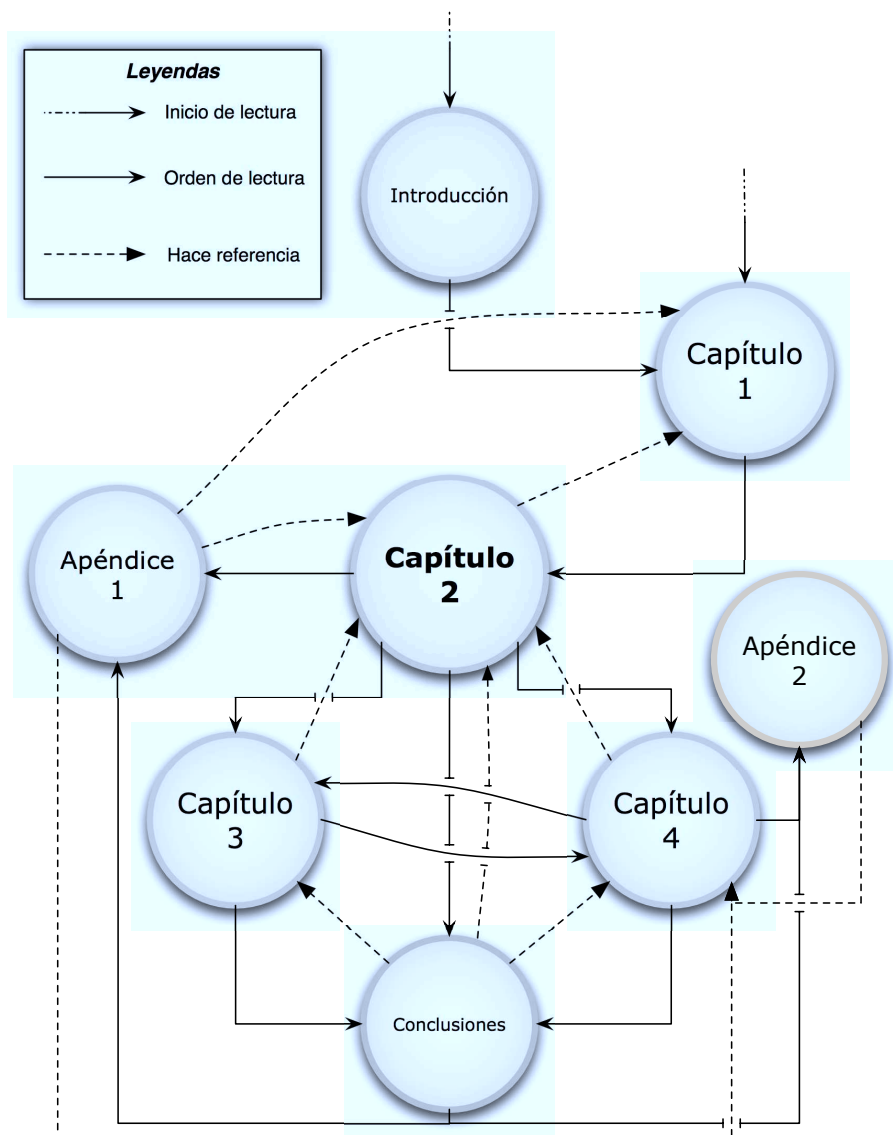 Leyendas
Inicio de lectura
Orden de lectura
Hace referencia
Introducción
Capítulo
1
Apéndice
1
Capítulo
2
Apéndice
2
Capítulo
3
Capítulo
4
Conclusiones